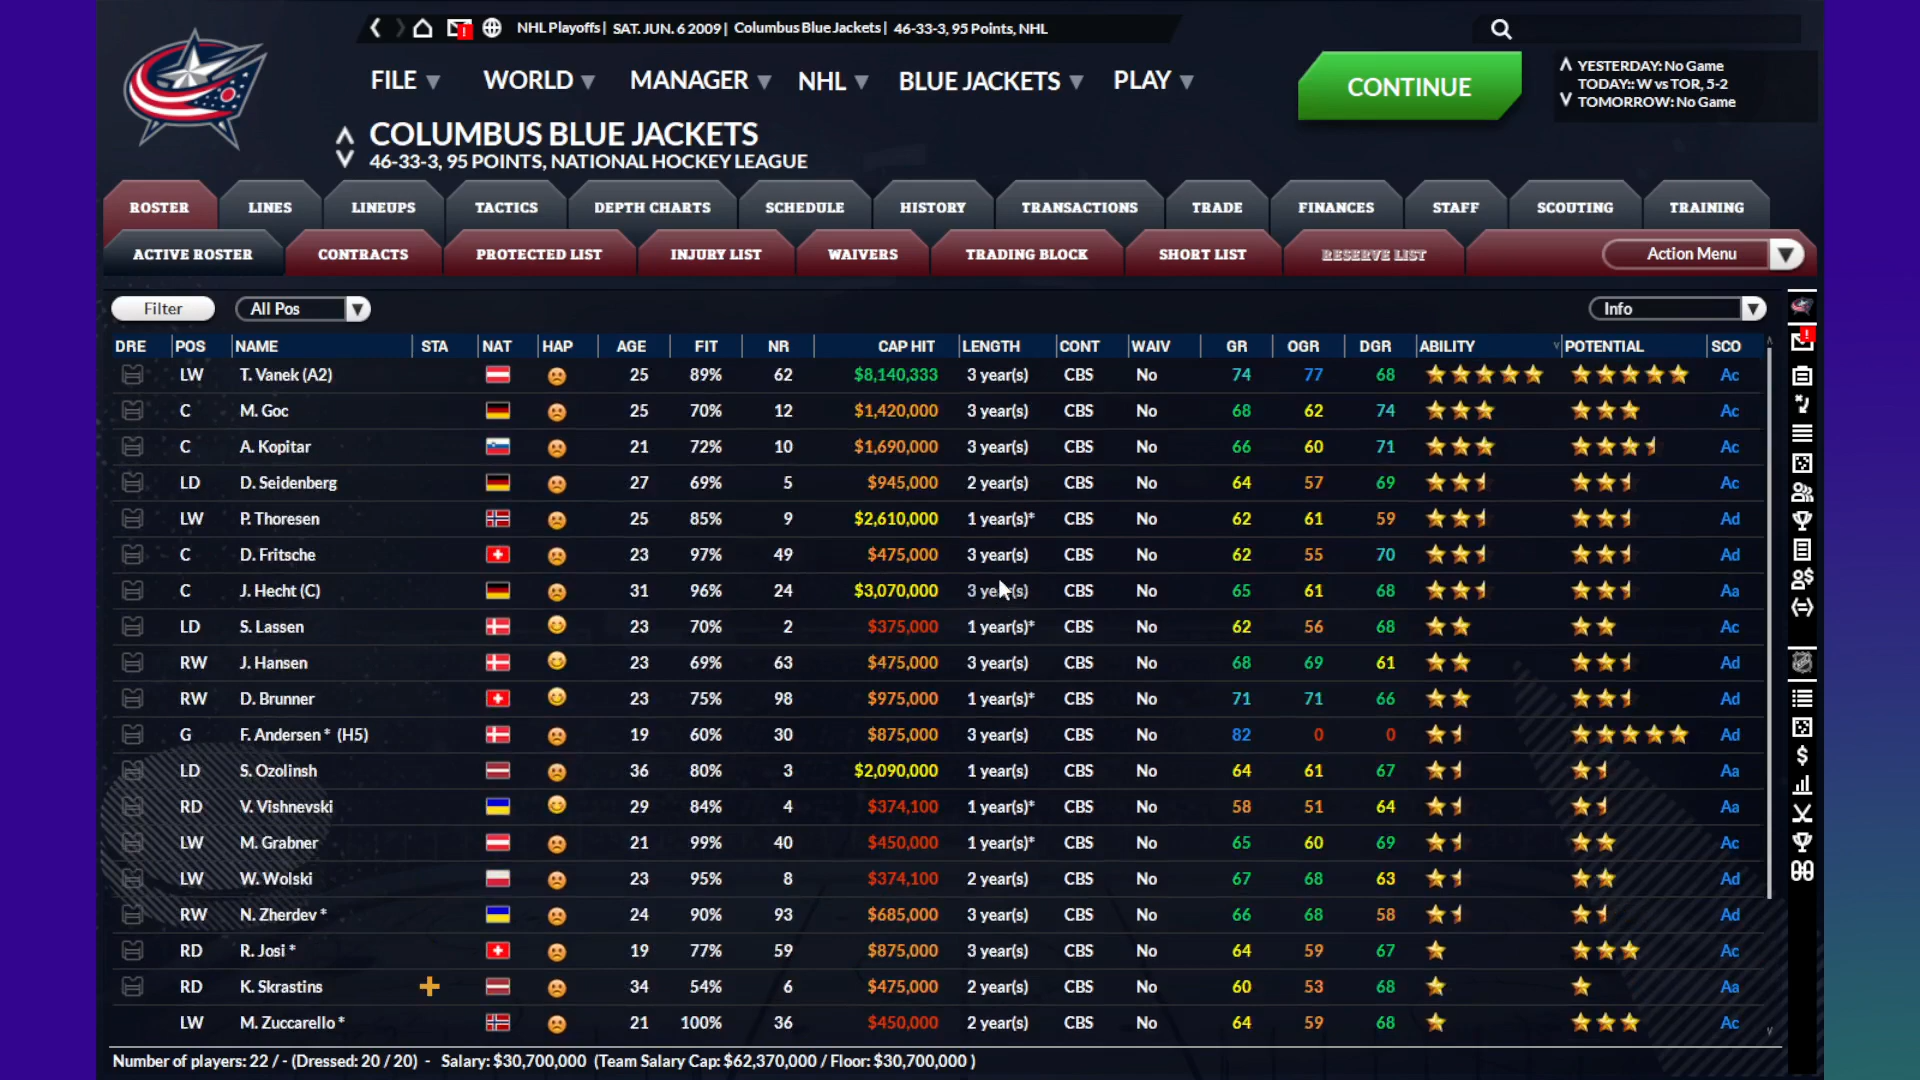 NHL Playoffs | SAT. JUN. 6 2009 | Columbus Blue Jackets | 46-33-3, 95 Points, NHL
FILE WORLD MANAGER NHL BLUE JACKETS PLAY
CONTINUE
YESTERDAY: No Game
TODAY:: W vs TOR, 5-2
TOMORROW: No Game
COLUMBUS BLUE JACKETS
46-33-3, 95 POINTS, NATIONAL HOCKEY LEAGUE
ROSTER LINES LINEUPS TACTICS DEPTH CHARTS SCHEDULE HISTORY TRANSACTIONS TRADE FINANCES STAFF SCOUTING TRAINING
ACTIVE ROSTER CONTRACTS PROTECTED LIST INJURY LIST WAIVERS TRADING BLOCK SHORT LIST RESERVE LIST Action Menu
Filter All Pos Info
DRE POS NAME STA NAT HAP AGE FIT NR CAP HIT LENGTH CONT WAIV GR OGR DGR ABILITY POTENTIAL SCO
LW T. Vanek (A2) 25 89% 62 $8,140,333 3 year(s) CBS No 74 77 68 Ac
C M. Goc 25 70% 12 $1,420,000 3 year(s) CBS No 68 62 74 Ac
C A. Kopitar 21 72% 10 $1,690,000 3 year(s) CBS No 66 60 71 Ac
LD D. Seidenberg 27 69% 5 $945,000 2 year(s) CBS No 64 57 69 Ac
LW P. Thoresen 25 85% 9 $2,610,000 1 year(s)* CBS No 62 61 59 Ad
C D. Fritsche 23 97% 49 $475,000 3 year(s) CBS No 62 55 70 Ad
C J. Hecht (C) 31 96% 24 $3,070,000 3 year(s) CBS No 65 61 68 Aa
LD S. Lassen 23 70% 2 $375,000 1 year(s)* CBS No 62 56 68 Ac
RW J. Hansen 23 69% 63 $475,000 3 year(s) CBS No 68 69 61 Ad
RW D. Brunner 23 75% 98 $975,000 1 year(s)* CBS No 71 71 66 Ad
G F. Andersen * (H5) 19 60% 30 $875,000 3 year(s) CBS No 82 0 0 Ad
LD S. Ozolinsh 36 80% 3 $2,090,000 1 year(s) CBS No 64 61 67 Aa
RD V. Vishnevski 29 84% 4 $374,100 1 year(s)* CBS No 58 51 64 Aa
LW M. Grabner 21 99% 40 $450,000 1 year(s)* CBS No 65 60 69 Ac
LW W. Wolski 23 95% 8 $374,100 2 year(s) CBS No 67 68 63 Ad
RW N. Zherdev * 24 90% 93 $685,000 3 year(s) CBS No 66 68 58 Ad
RD R. Josi * 19 77% 59 $875,000 3 year(s) CBS No 64 59 67 Ac
RD K. Skrastins 34 54% 6 $475,000 2 year(s) CBS No 60 53 68 Aa
LW M. Zuccarello * 21 100% 36 $450,000 2 year(s) CBS No 64 59 68 Ac
Number of players: 22 / - (Dressed: 20 / 20) - Salary: $30,700,000 (Team Salary Cap: $62,370,000 / Floor: $30,700,000 )